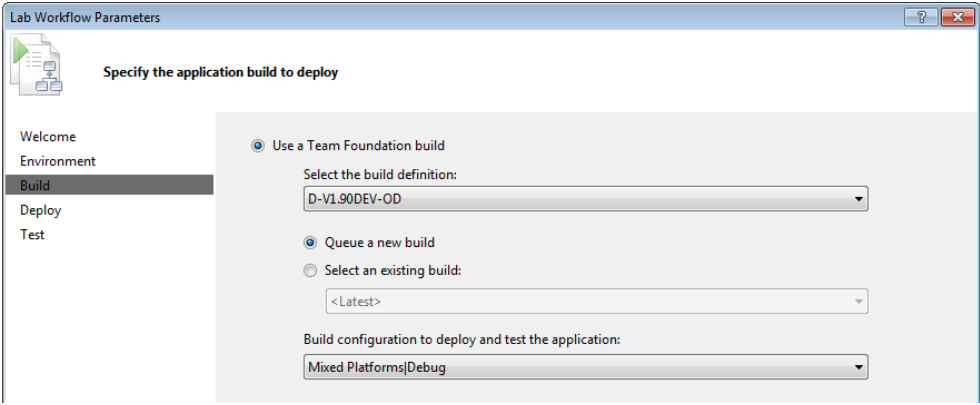 Lab Workflow Parameters
?
Specify the application build to deploy
Welcome
Environment
Build
Deploy
Test
Use a Team Foundation build
Select the build definition:
D-V1.90DEV-OD
Queue a new build
Select an existing build:
<Latest>
Build configuration to deploy and test the application:
Mixed Platforms|Debug